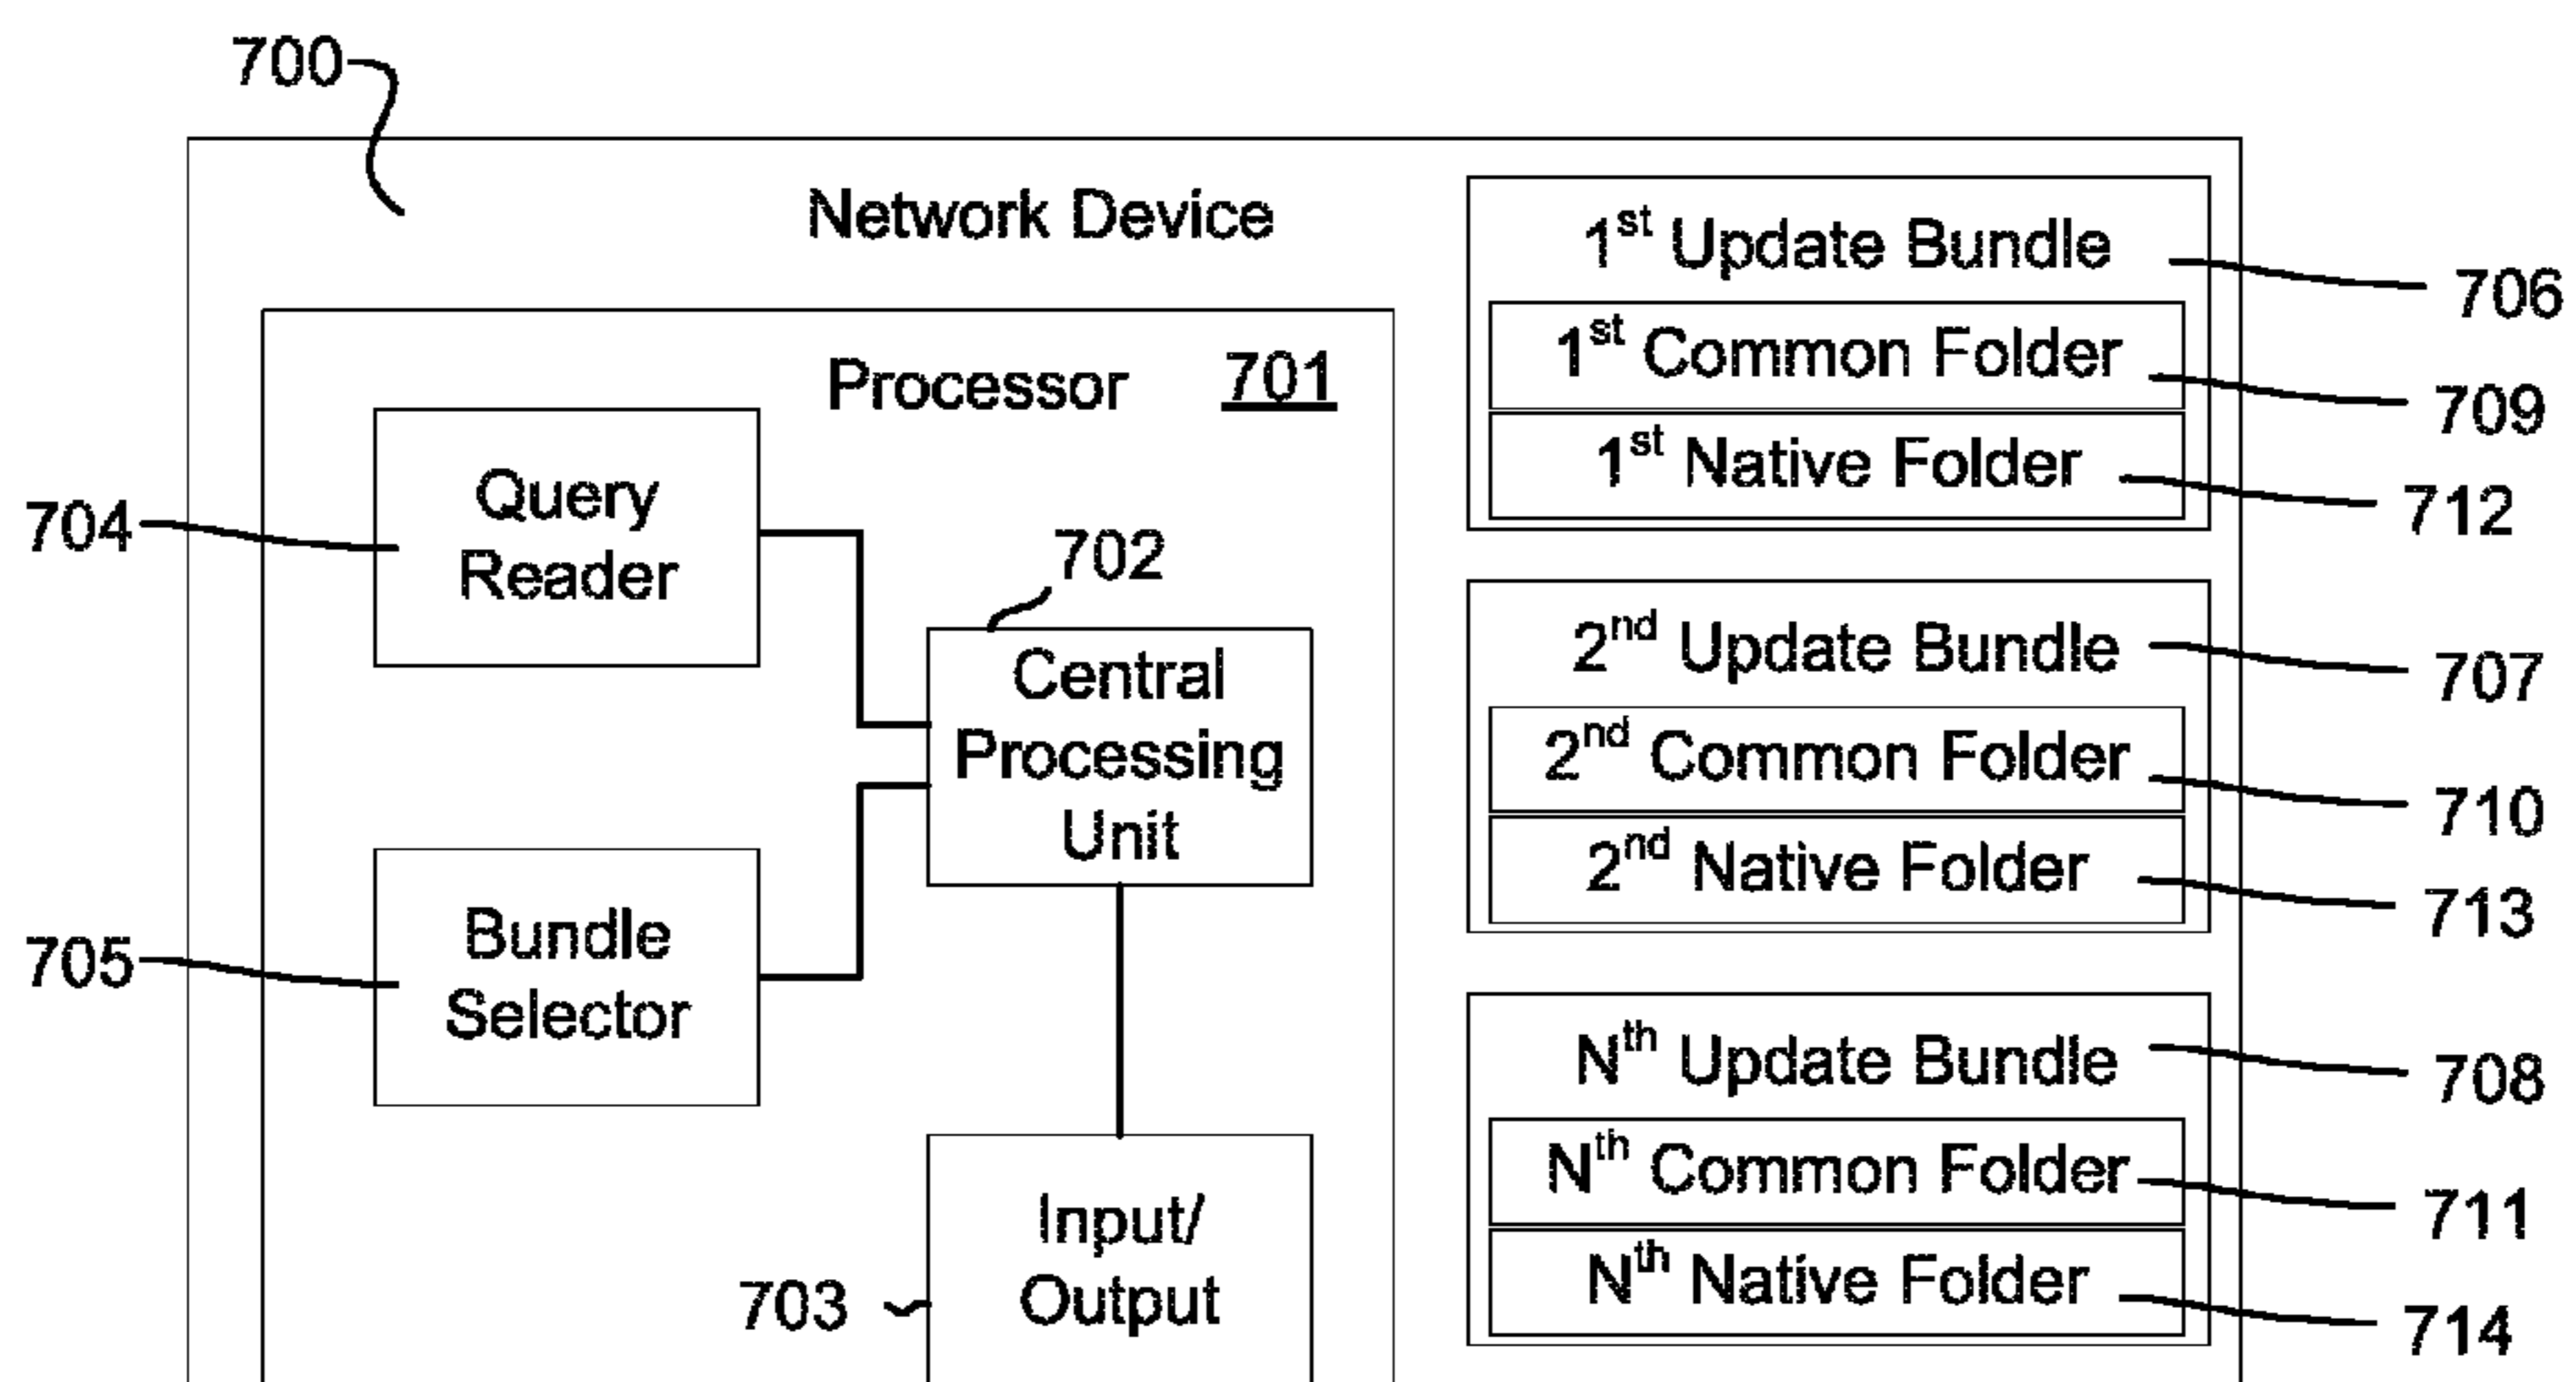 700
Network Device
Processor 701
Query
Reader
704
702
Central
Processing
Unit
Bundle
Selector
705
Input/
Output
703
1st Update Bundle
706
1st Common Folder
709
1st Native Folder
712
2nd Update Bundle
707
2nd Common Folder
710
2nd Native Folder
713
Nth Update Bundle
708
Nth Common Folder
711
Nth Native Folder
714